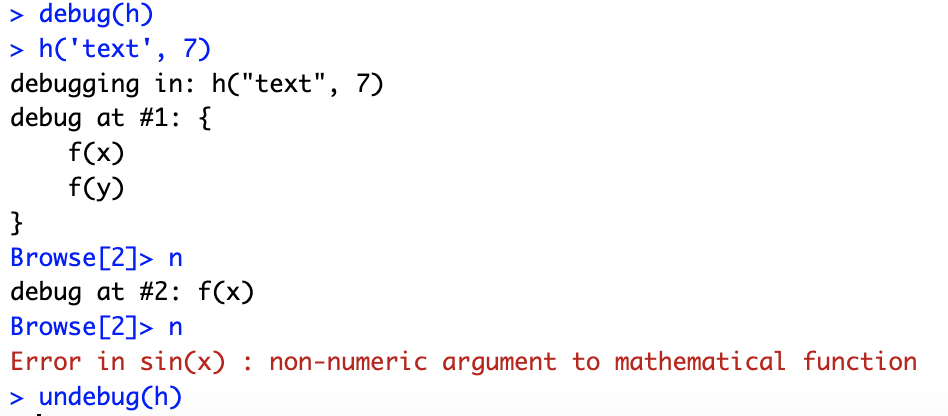 > debug(h)
> h('text', 7)
debugging in: h("text", 7)
debug at #1: {
    f(x)
    f(y)
}
Browse[2]> n
debug at #2: f(x)
Browse[2]> n
Error in sin(x) : non-numeric argument to mathematical function
> undebug(h)